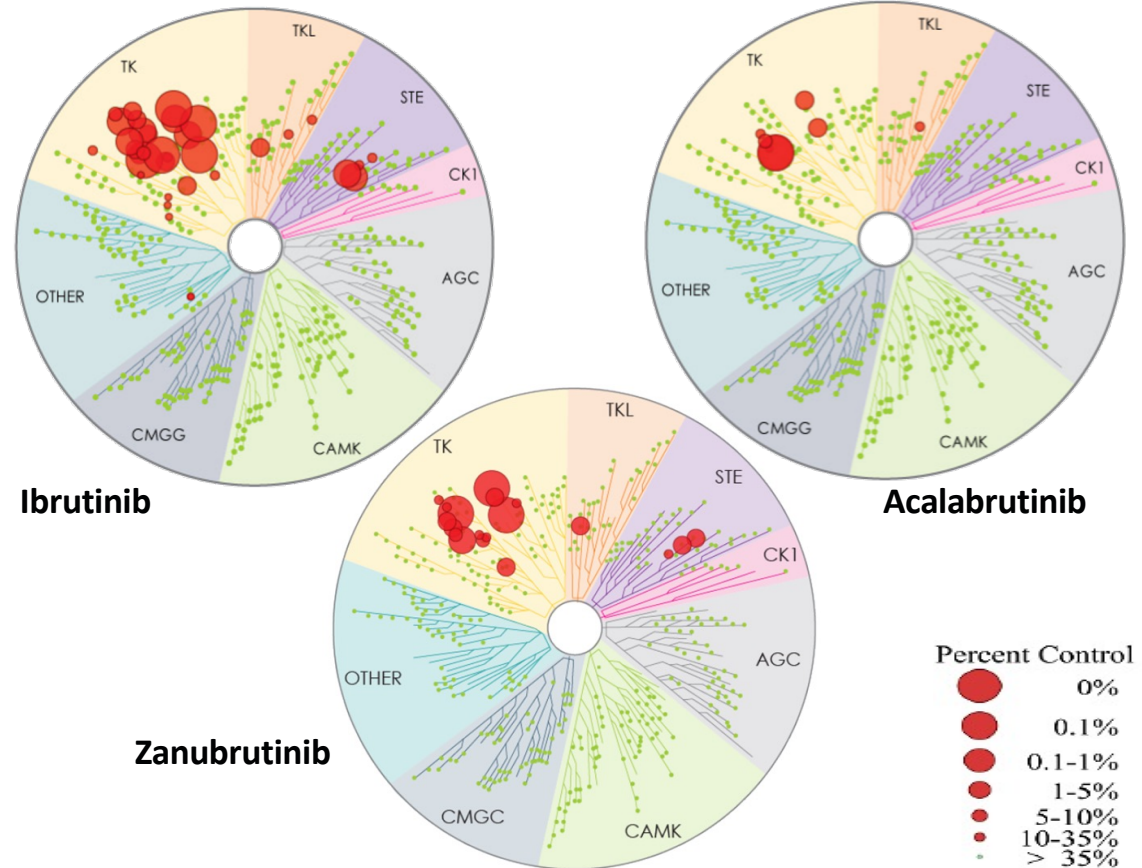 TKL
TK
STE
CK1
AGC
OTHER
CMGG
CAMK
Ibrutinib
TKL
TK
STE
CK1
AGC
OTHER
CMGG
CAMK
Acalabrutinib
TKL
TK
STE
CK1
AGC
OTHER
CMGC
CAMK
Zanubrutinib
Percent Control
0%
0.1%
0.1-1%
1-5%
5-10%
10-35%
> 35%